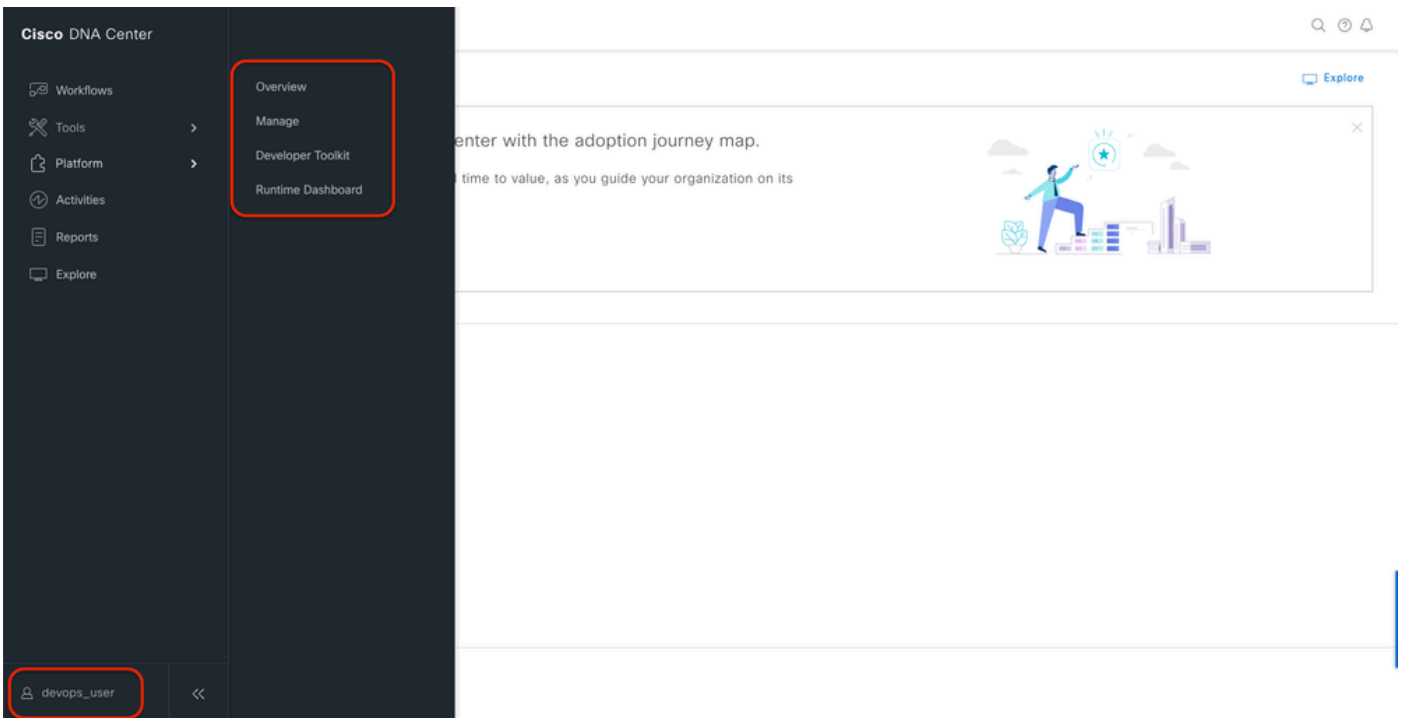 Cisco DNA Center
Workflows
Tools
Platform
Activities
Reports
Explore
devops_user
Overview
Manage
Developer Toolkit
Runtime Dashboard
Explore
enter with the adoption journey map.
time to value, as you guide your organization on its